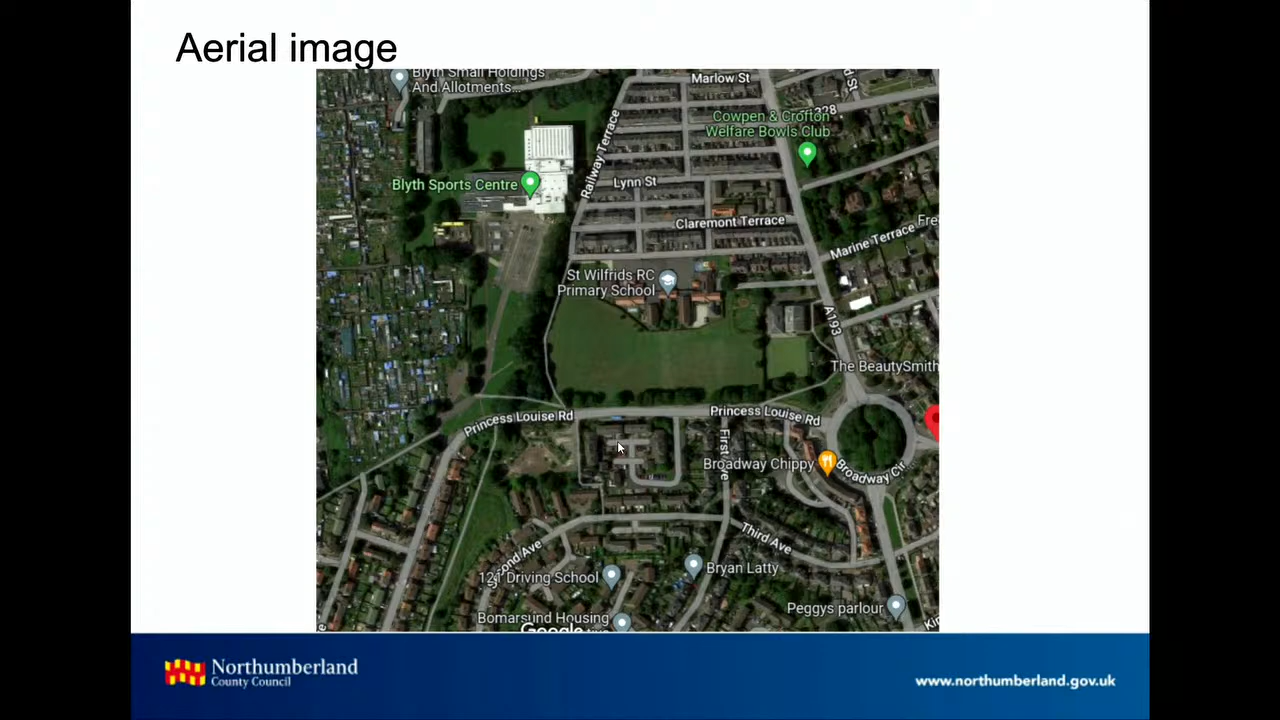 Aerial image
Blyth Small Holdings
And Allotments...
Marlow St
Cowpen & Crofton
Welfare Bowls Club
Railway Terrace
Blyth Sports Centre
Lynn St
Claremont Terrace
Marine Terrace
Fre
St Wilfrids RC
Primary School
A193
The BeautySmith
Princess Louise Rd
Princess Louise Rd
First Ave
Broadway Chippy
Broadway Cir
Third Ave
Second Ave
121 Driving School
Bryan Latty
Bomarsund Housing
Peggys parlour
Google
Northumberland
County Council
www.northumberland.gov.uk